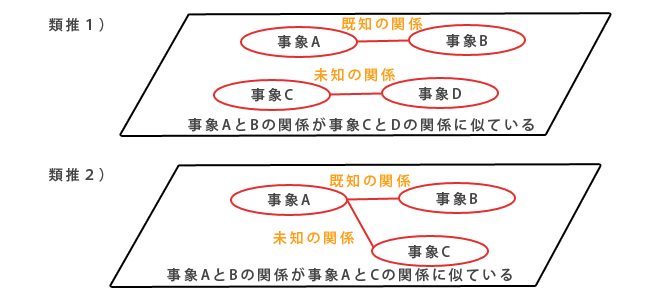 類推１）
既知の関係
事象A
事象B
未知の関係
事象C
事象D
事象AとBの関係が事象CとDの関係に似ている
類推２）
既知の関係
事象A
事象B
未知の関係
事象C
事象AとBの関係が事象AとCの関係に似ている